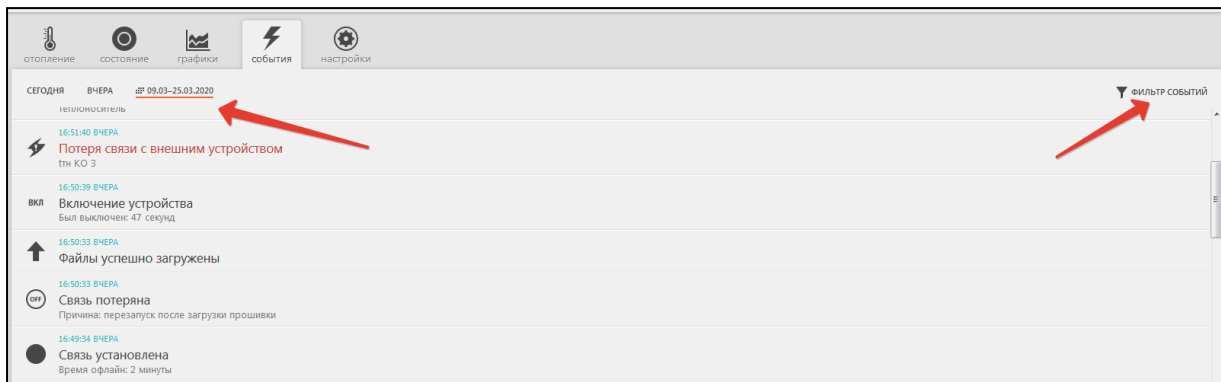 отопление состояние графики события настройки
СЕГОДНЯ ВЧЕРА 09.03–25.03.2020 ФИЛЬТР СОБЫТИЙ
теплоноситель
16:51:40 ВЧЕРА
Потеря связи с внешним устройством
ttн КО 3
16:50:39 ВЧЕРА
ВКЛ Включение устройства
Был выключен: 47 секунд
16:50:33 ВЧЕРА
Файлы успешно загружены
16:50:33 ВЧЕРА
OFF Связь потеряна
Причина: перезапуск после загрузки прошивки
16:49:34 ВЧЕРА
Связь установлена
Время офлайн: 2 минуты